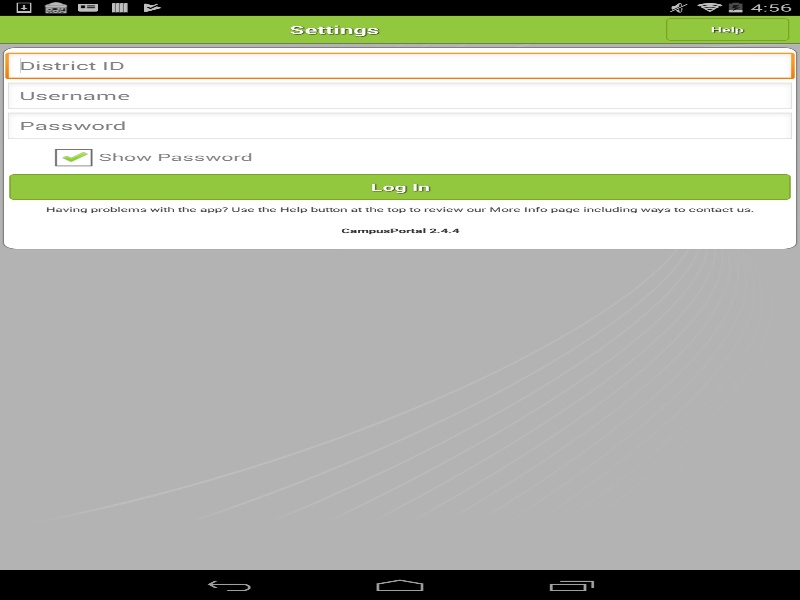 4:56
Settings
Help
District ID
Username
Password
Show Password
Log In
Having problems with the app? Use the Help button at the top to review our More Info page including ways to contact us.
CampusPortal 2.4.4